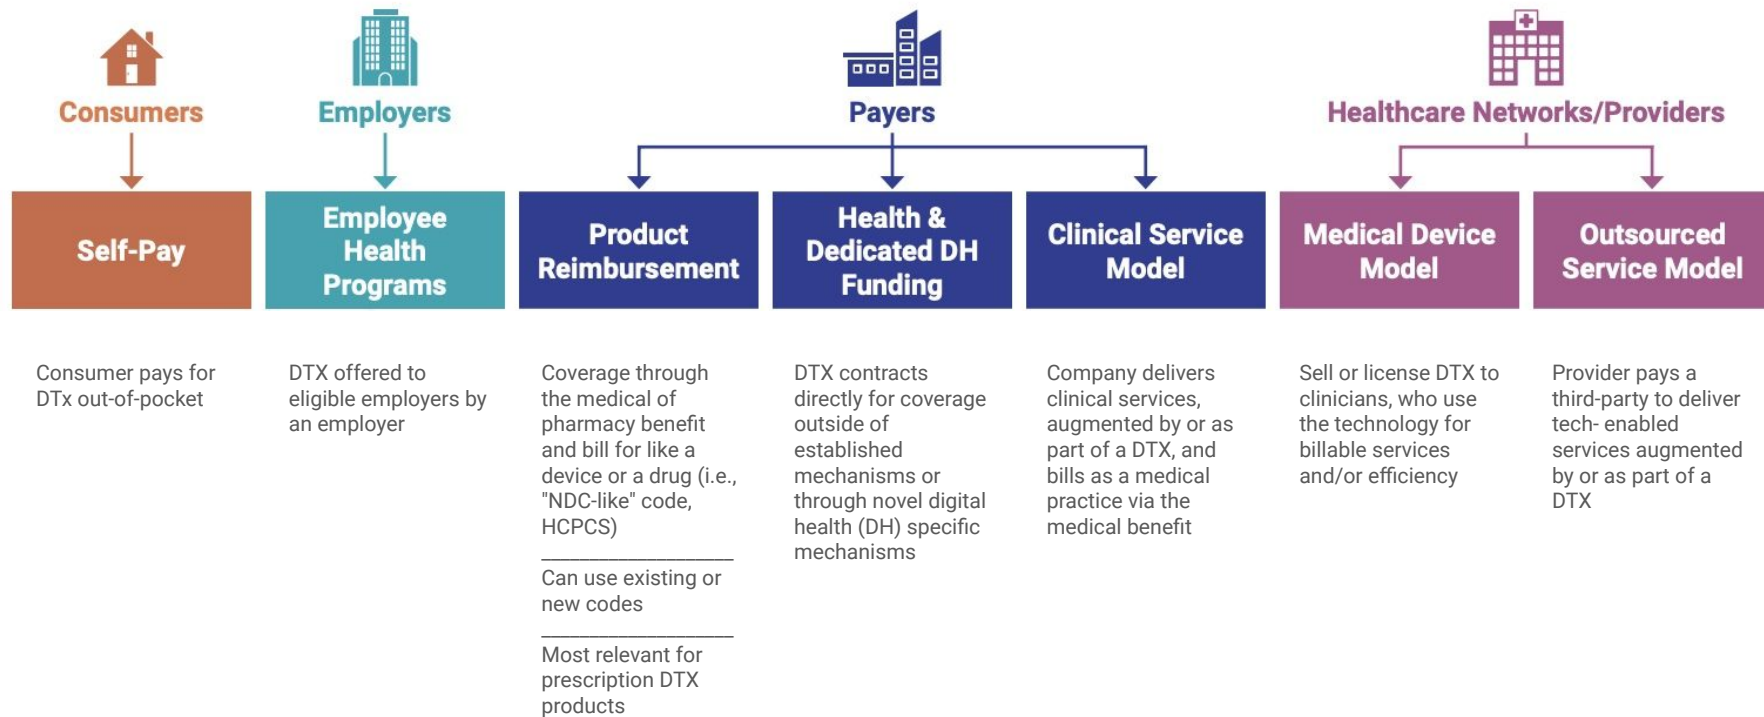 Consumers
Employers
Payers
Healthcare Networks/Providers
Self-Pay
Employee
Health
Programs
Product
Reimbursement
Health &
Dedicated DH
Funding
Clinical Service
Model
Medical Device
Model
Outsourced
Service Model
Consumer pays for
DTx out-of-pocket
DTX offered to
eligible employers by
an employer
Coverage through
the medical of
pharmacy benefit
and bill for like a
device or a drug (i.e.,
"NDC-like" code,
HCPCS)
____________________
Can use existing or
new codes
____________________
Most relevant for
prescription DTX
products
DTX contracts
directly for coverage
outside of
established
mechanisms or
through novel digital
health (DH) specific
mechanisms
Company delivers
clinical services,
augmented by or as
part of a DTX, and
bills as a medical
practice via the
medical benefit
Sell or license DTX to
clinicians, who use
the technology for
billable services
and/or efficiency
Provider pays a
third-party to deliver
tech- enabled
services augmented
by or as part of a
DTX